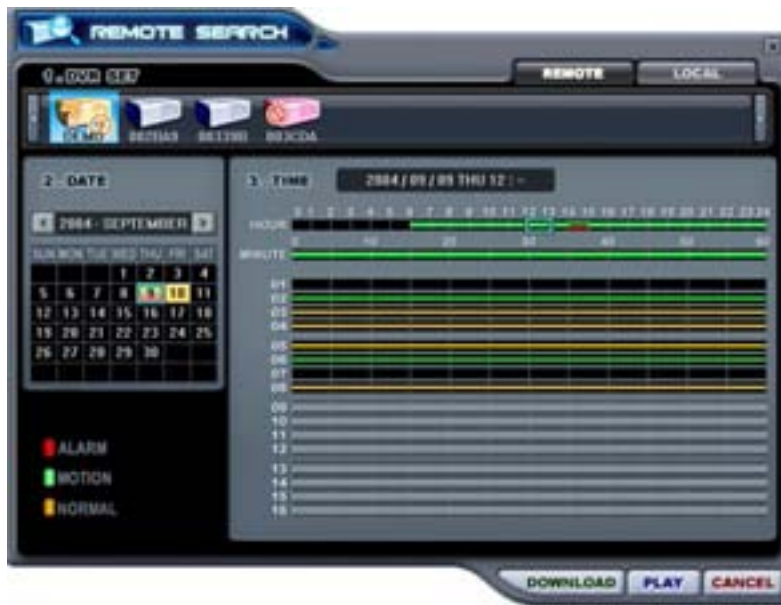 REMOTE SEARCH
1. DVR SET
REMOTE LOCAL
DEMO
2. DATE
3. TIME
2004 / 09 / 09 THU 12 : -
2004 - SEPTEMBER
HOUR 0 1 2 3 4 5 6 7 8 9 10 11 12 13 14 15 16 17 18 19 20 21 22 23 24
MINUTE 0 10 20 30 40 50 60
SUN MON TUE WED THU FRI SAT
1 2 3 4
5 6 7 8 9 10 11
12 13 14 15 16 17 18
19 20 21 22 23 24 25
26 27 28 29 30
01
02
03
04
05
06
07
08
09
10
11
12
13
14
15
16
ALARM
MOTION
NORMAL
DOWNLOAD PLAY CANCEL